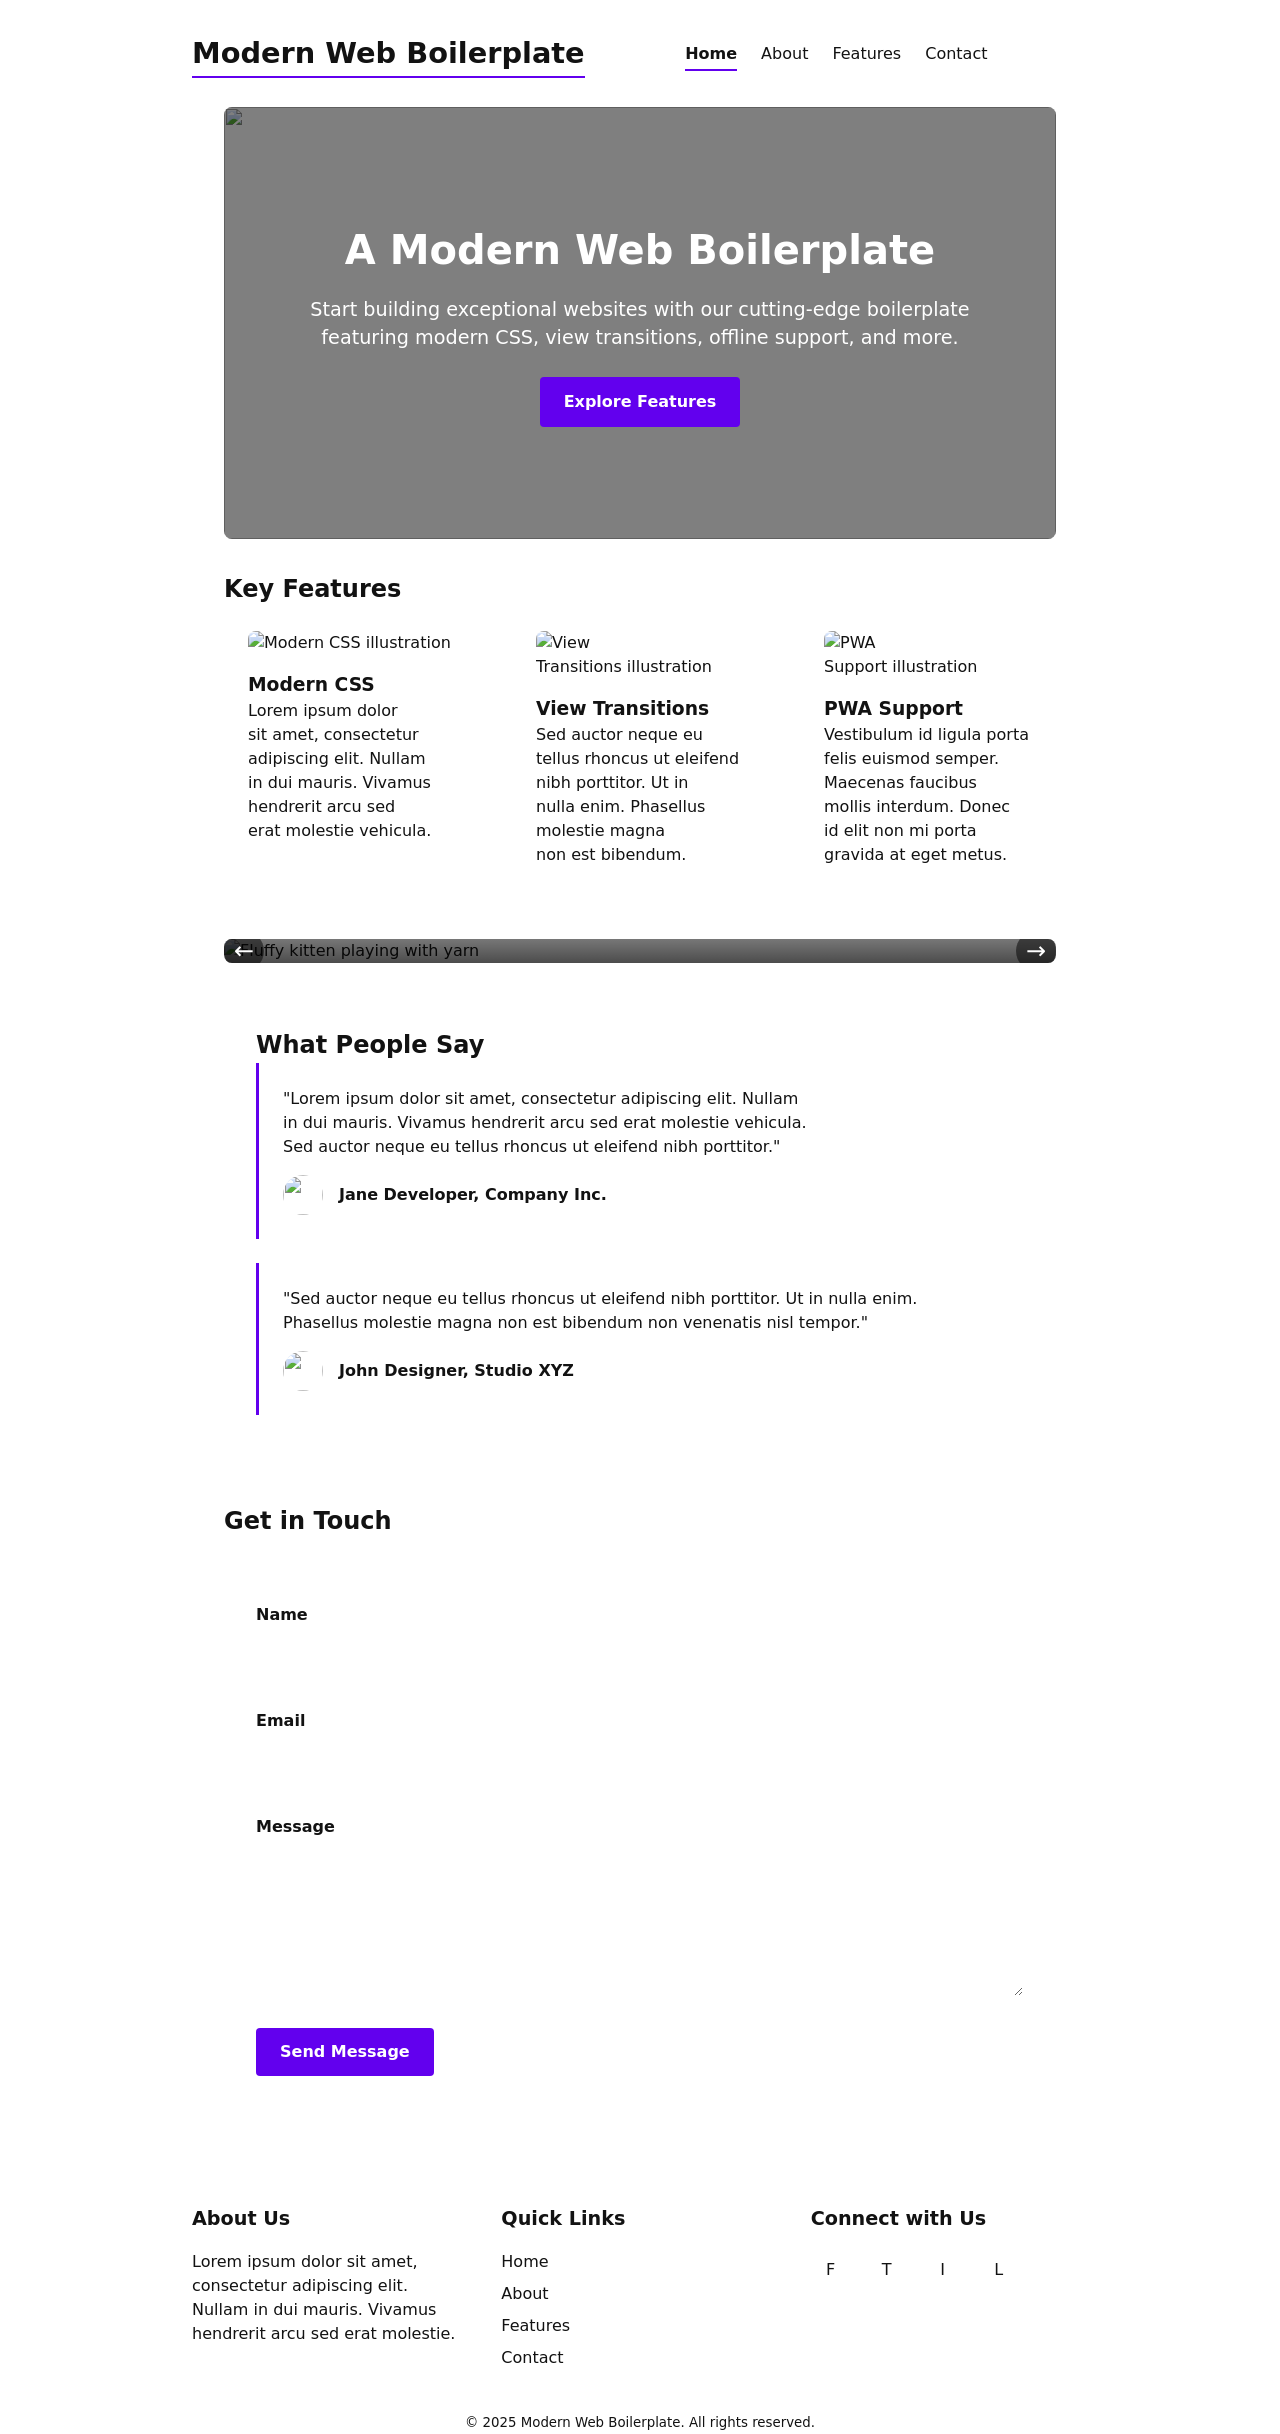 Modern Web Boilerplate
Home About Features Contact
A Modern Web Boilerplate
Start building exceptional websites with our cutting-edge boilerplate
featuring modern CSS, view transitions, offline support, and more.
Explore Features
Key Features
Modern CSS illustration
Modern CSS
Lorem ipsum dolor
sit amet, consectetur
adipiscing elit. Nullam
in dui mauris. Vivamus
hendrerit arcu sed
erat molestie vehicula.
View
Transitions illustration
View Transitions
Sed auctor neque eu
tellus rhoncus ut eleifend
nibh porttitor. Ut in
nulla enim. Phasellus
molestie magna
non est bibendum.
PWA
Support illustration
PWA Support
Vestibulum id ligula porta
felis euismod semper.
Maecenas faucibus
mollis interdum. Donec
id elit non mi porta
gravida at eget metus.
← Fluffy kitten playing with yarn →
What People Say
"Lorem ipsum dolor sit amet, consectetur adipiscing elit. Nullam
in dui mauris. Vivamus hendrerit arcu sed erat molestie vehicula.
Sed auctor neque eu tellus rhoncus ut eleifend nibh porttitor."
Jane Developer, Company Inc.
"Sed auctor neque eu tellus rhoncus ut eleifend nibh porttitor. Ut in nulla enim.
Phasellus molestie magna non est bibendum non venenatis nisl tempor."
John Designer, Studio XYZ
Get in Touch
Name
Email
Message
Send Message
About Us
Lorem ipsum dolor sit amet,
consectetur adipiscing elit.
Nullam in dui mauris. Vivamus
hendrerit arcu sed erat molestie.
Quick Links
Home
About
Features
Contact
Connect with Us
F T I L
© 2025 Modern Web Boilerplate. All rights reserved.